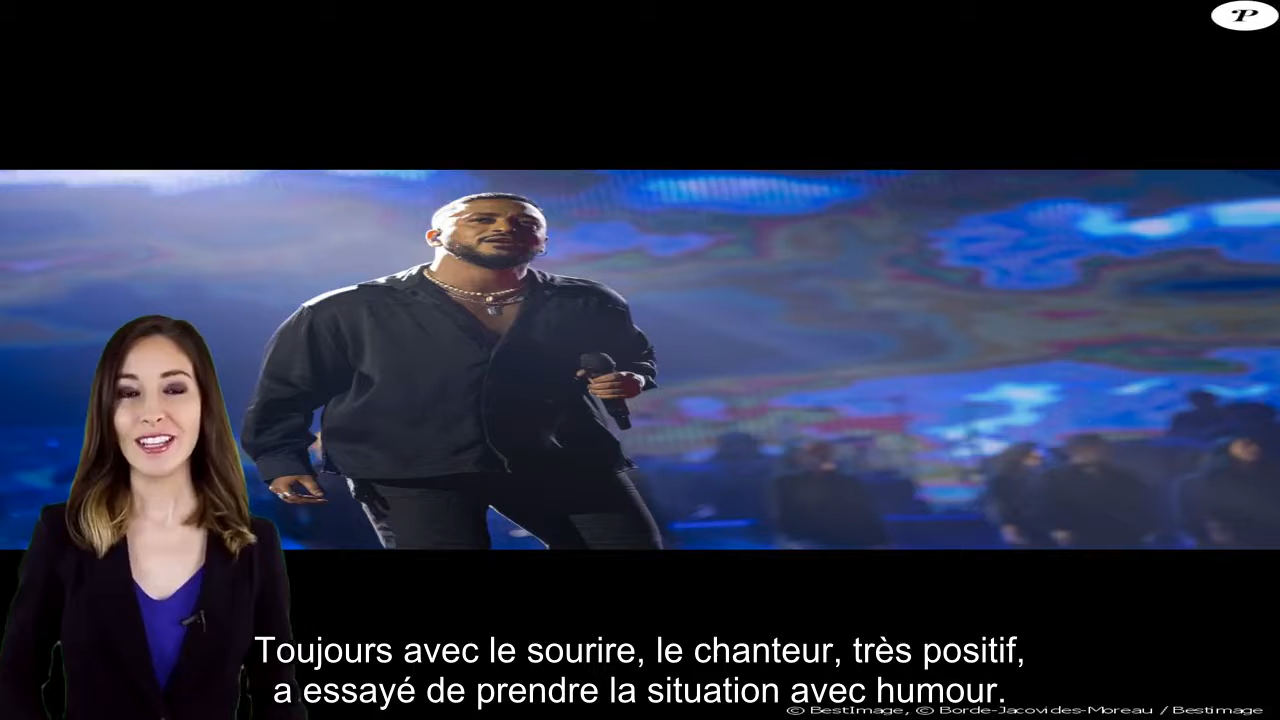 P
Toujours avec le sourire, le chanteur, très positif,
a essayé de prendre la situation avec humour.
© BestImage, © Borde-Jacovides-Moreau / Bestimage